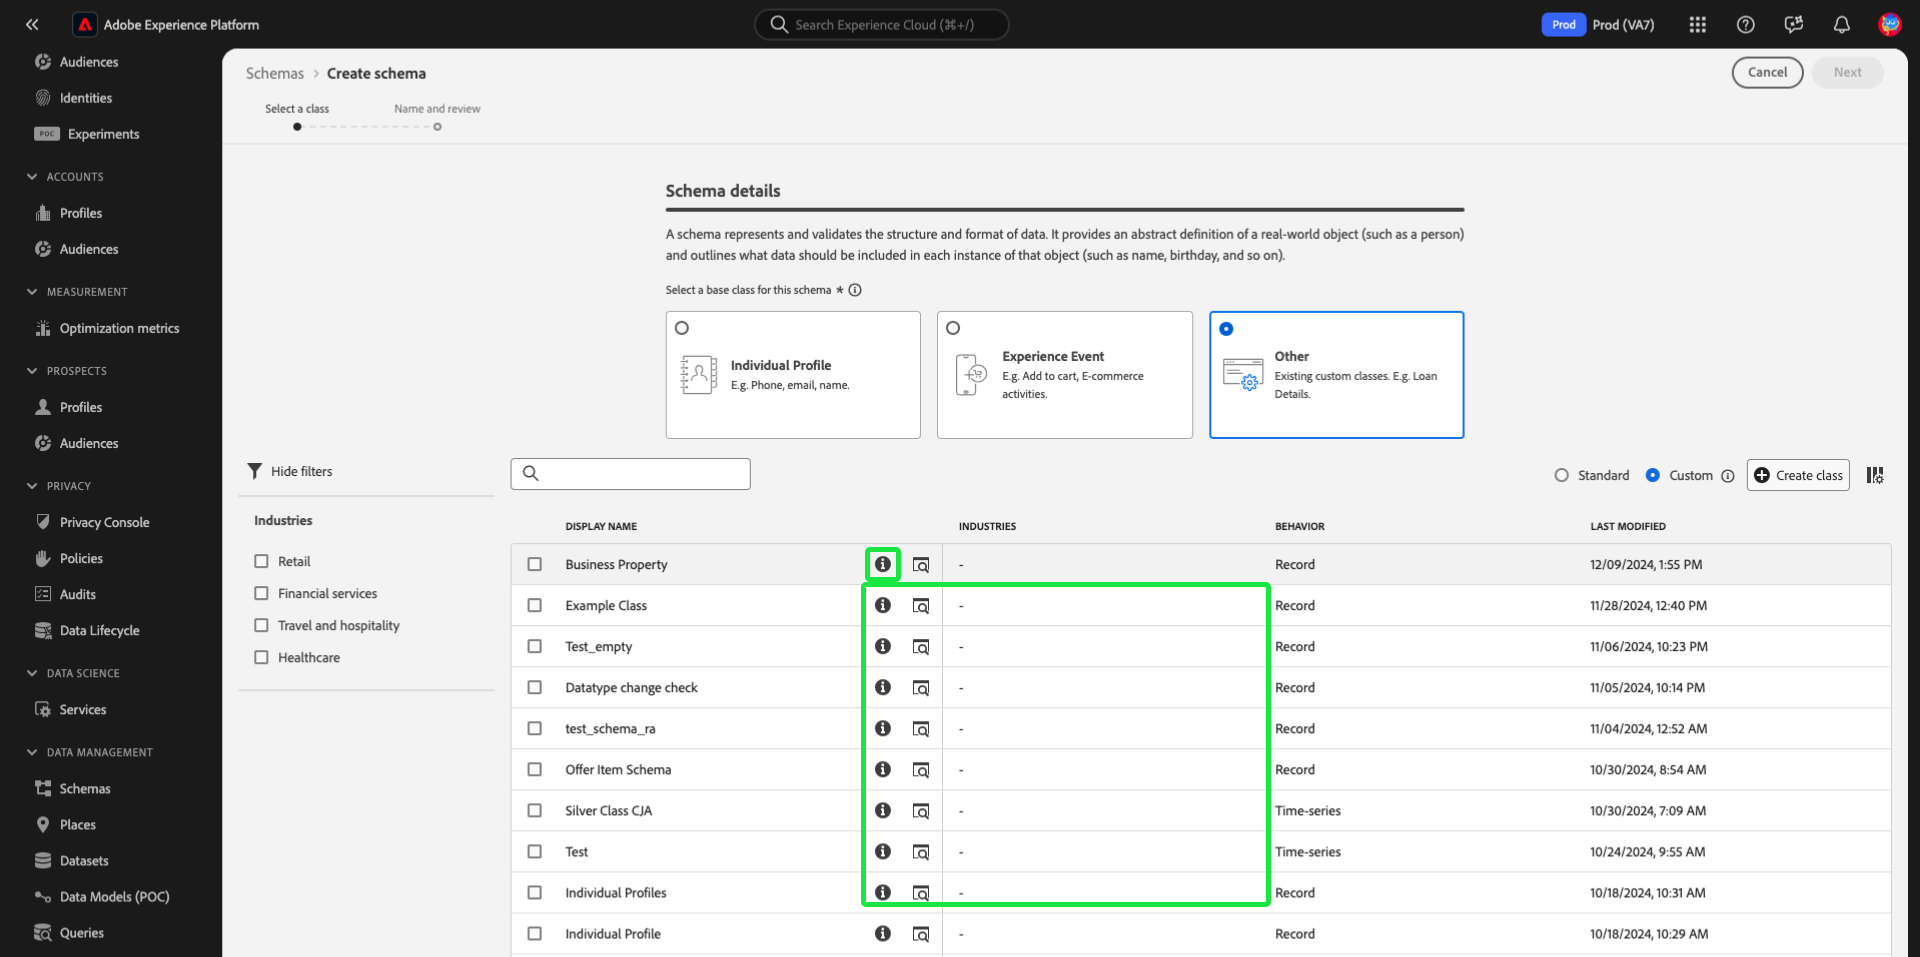 Adobe Experience Platform
Search Experience Cloud (⌘+/)
Prod
Prod (VA7)
Audiences
Identities
POC
Experiments
ACCOUNTS
Profiles
Audiences
MEASUREMENT
Optimization metrics
PROSPECTS
Profiles
Audiences
PRIVACY
Privacy Console
Policies
Audits
Data Lifecycle
DATA SCIENCE
Services
DATA MANAGEMENT
Schemas
Places
Datasets
Data Models (POC)
Queries
Schemas > Create schema
Cancel
Next
Select a class
Name and review
Schema details
A schema represents and validates the structure and format of data. It provides an abstract definition of a real-world object (such as a person)
and outlines what data should be included in each instance of that object (such as name, birthday, and so on).
Select a base class for this schema *
Individual Profile
E.g. Phone, email, name.
Experience Event
E.g. Add to cart, E-commerce
activities.
Other
Existing custom classes. E.g. Loan
Details.
Hide filters
Industries
Retail
Financial services
Travel and hospitality
Healthcare
Standard
Custom
Create class
DISPLAY NAME INDUSTRIES BEHAVIOR LAST MODIFIED
Business Property - Record 12/09/2024, 1:55 PM
Example Class - Record 11/28/2024, 12:40 PM
Test_empty - Record 11/06/2024, 10:23 PM
Datatype change check - Record 11/05/2024, 10:14 PM
test_schema_ra - Record 11/04/2024, 12:52 AM
Offer Item Schema - Record 10/30/2024, 8:54 AM
Silver Class CJA - Time-series 10/30/2024, 7:09 AM
Test - Time-series 10/24/2024, 9:55 AM
Individual Profiles - Record 10/18/2024, 10:31 AM
Individual Profile - Record 10/18/2024, 10:29 AM